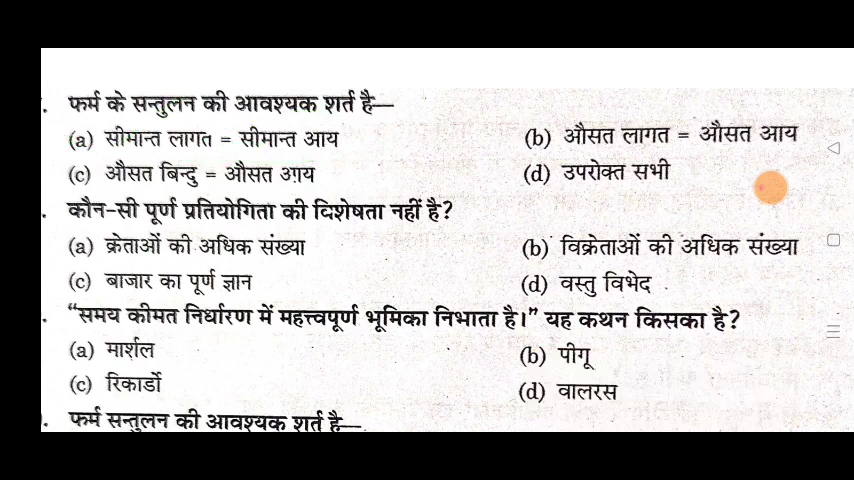 . फर्म के सन्तुलन की आवश्यक शर्त है—
(a) सीमान्त लागत = सीमान्त आय (b) औसत लागत = औसत आय
(c) औसत बिन्दु = औसत आय (d) उपरोक्त सभी
. कौन-सी पूर्ण प्रतियोगिता की विशेषता नहीं है?
(a) क्रेताओं की अधिक संख्या (b) विक्रेताओं की अधिक संख्या
(c) बाजार का पूर्ण ज्ञान (d) वस्तु विभेद
. “समय कीमत निर्धारण में महत्त्वपूर्ण भूमिका निभाता है।” यह कथन किसका है?
(a) मार्शल (b) पीगू
(c) रिकार्डो (d) वालरस
. फर्म सन्तुलन की आवश्यक शर्त है—